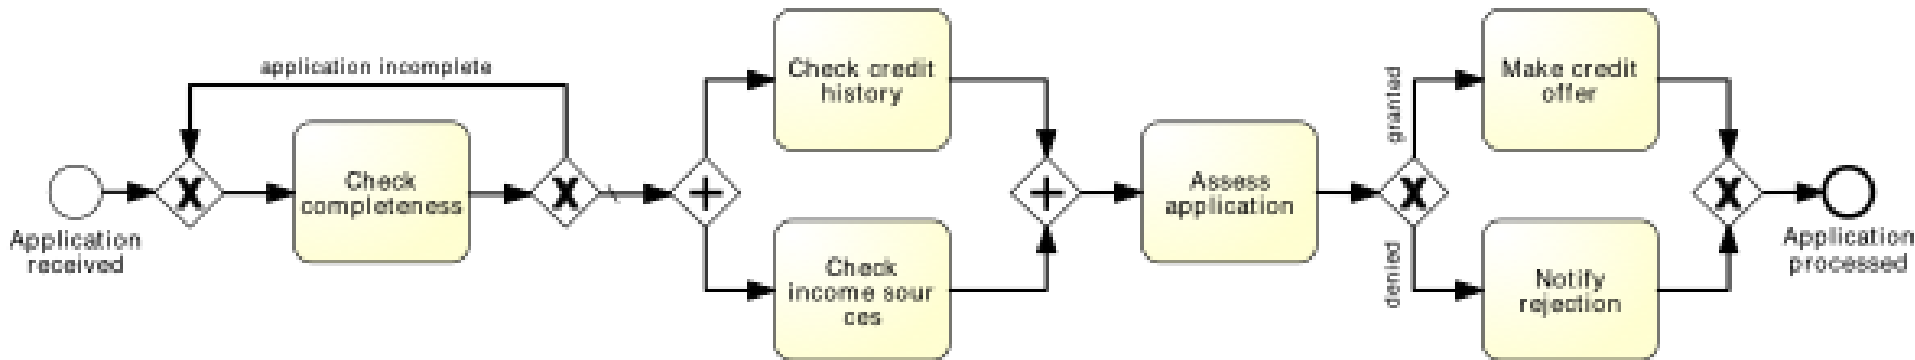 Application
received
application incomplete
Check
completeness
Check credit
history
Check
income sour
ces
Assess
application
granted
denied
Make credit
offer
Notify
rejection
Application
processed